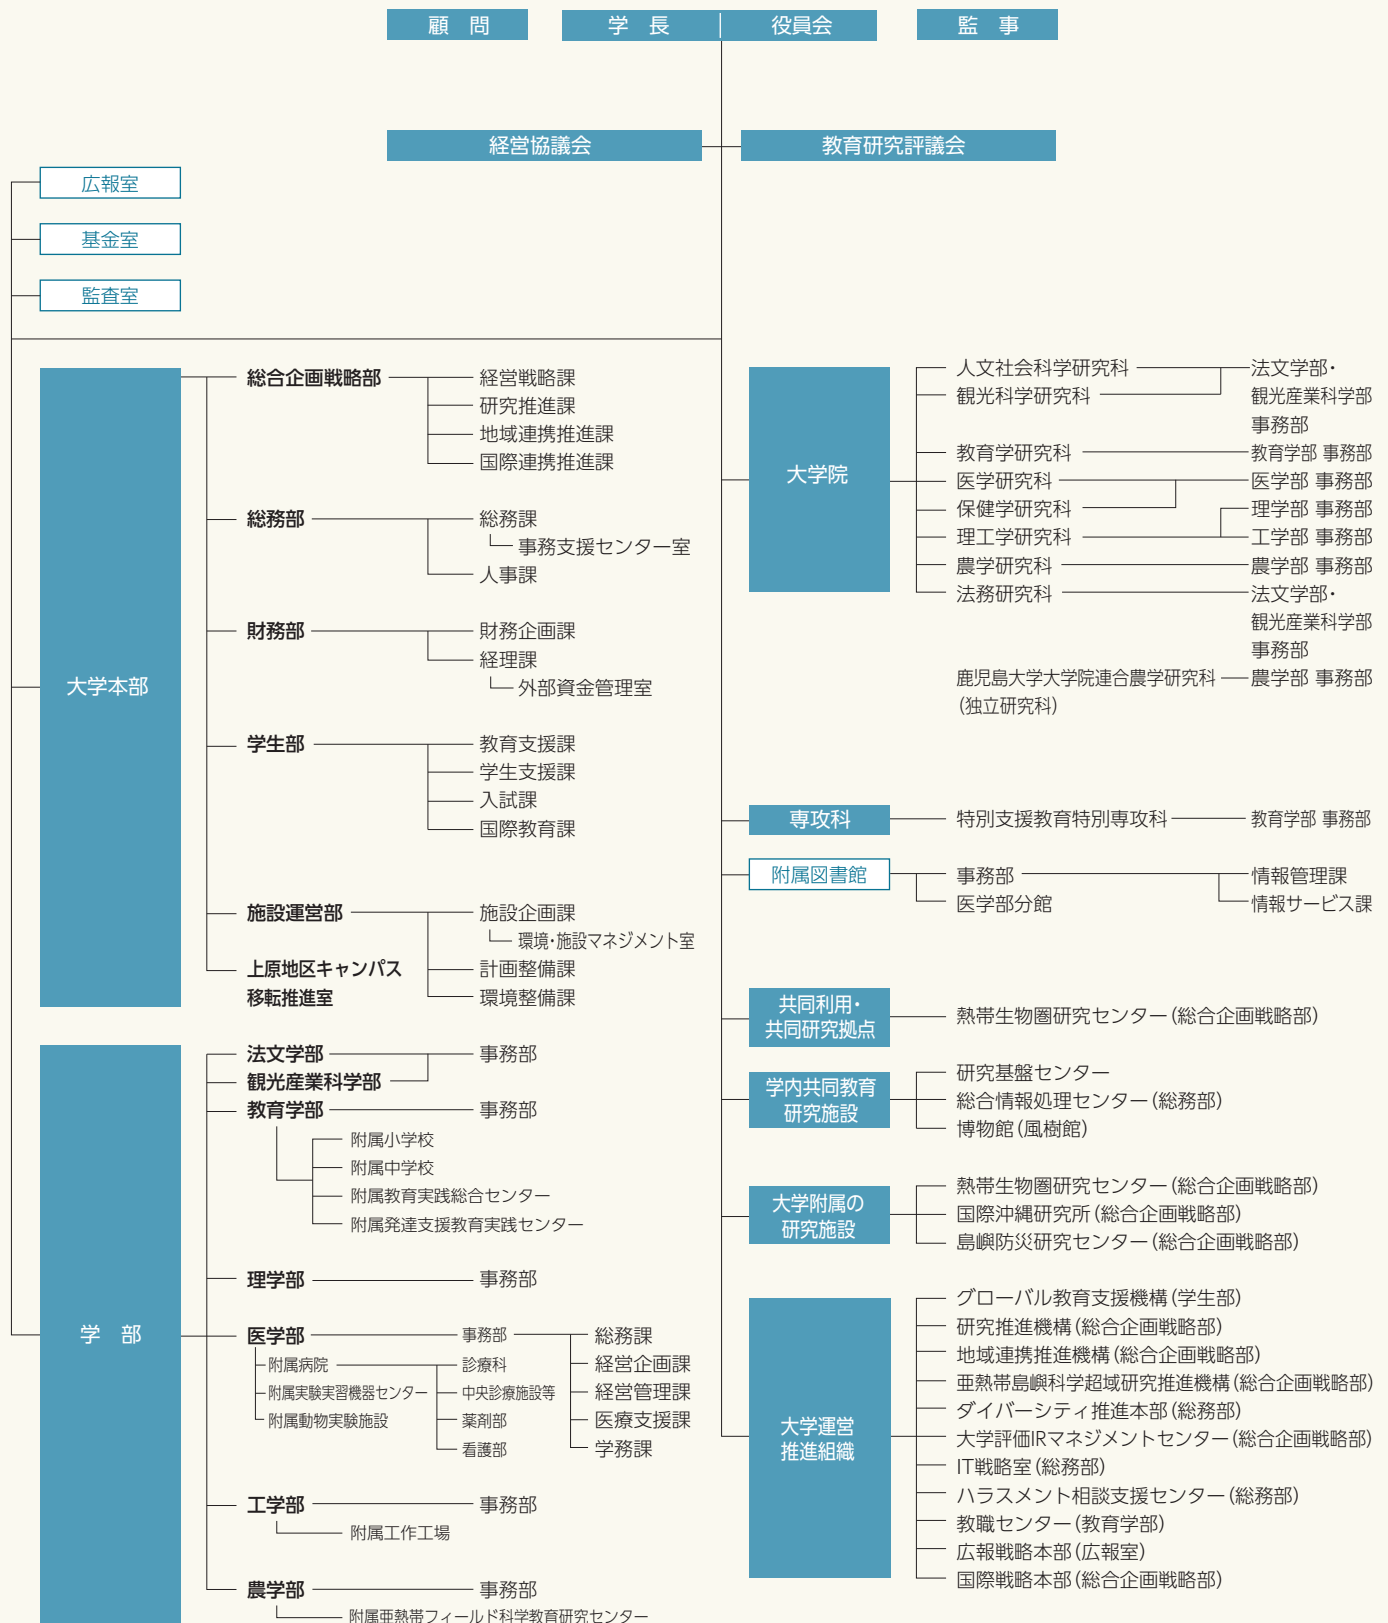 顧　問
学　長
役員会
監　事
経営協議会
教育研究評議会
広報室
基金室
監査室
大学本部
総合企画戦略部
経営戦略課
研究推進課
地域連携推進課
国際連携推進課
総務部
総務課
事務支援センター室
人事課
財務部
財務企画課
経理課
外部資金管理室
学生部
教育支援課
学生支援課
入試課
国際教育課
施設運営部
施設企画課
環境・施設マネジメント室
計画整備課
環境整備課
上原地区キャンパス
移転推進室
学　部
法文学部
事務部
観光産業科学部
教育学部
事務部
附属小学校
附属中学校
附属教育実践総合センター
附属発達支援教育実践センター
理学部
事務部
医学部
事務部
総務課
経営企画課
経営管理課
医療支援課
学務課
附属病院
診療科
中央診療施設等
薬剤部
看護部
附属実験実習機器センター
附属動物実験施設
工学部
事務部
附属工作工場
農学部
事務部
附属亜熱帯フィールド科学教育研究センター
大学院
人文社会科学研究科
観光科学研究科
法文学部・
観光産業科学部
事務部
教育学研究科
教育学部 事務部
医学研究科
医学部 事務部
保健学研究科
理学部 事務部
理工学研究科
工学部 事務部
農学研究科
農学部 事務部
法務研究科
法文学部・
観光産業科学部
事務部
鹿児島大学大学院連合農学研究科
農学部 事務部
(独立研究科)
専攻科
特別支援教育特別専攻科
教育学部 事務部
附属図書館
事務部
情報管理課
医学部分館
情報サービス課
共同利用・
共同研究拠点
熱帯生物圏研究センター(総合企画戦略部)
学内共同教育
研究施設
研究基盤センター
総合情報処理センター(総務部)
博物館(風樹館)
大学附属の
研究施設
熱帯生物圏研究センター(総合企画戦略部)
国際沖縄研究所(総合企画戦略部)
島嶼防災研究センター(総合企画戦略部)
大学運営
推進組織
グローバル教育支援機構(学生部)
研究推進機構(総合企画戦略部)
地域連携推進機構(総合企画戦略部)
亜熱帯島嶼科学超域研究推進機構(総合企画戦略部)
ダイバーシティ推進本部(総務部)
大学評価IRマネジメントセンター(総合企画戦略部)
IT戦略室(総務部)
ハラスメント相談支援センター(総務部)
教職センター(教育学部)
広報戦略本部(広報室)
国際戦略本部(総合企画戦略部)